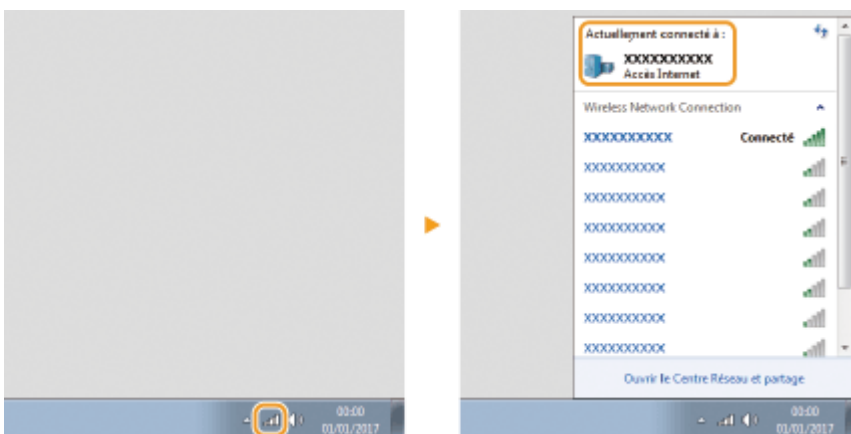 00:00
01/01/2017
Actuellement connecté à :
XXXXXXXXXX
Accès Internet
Wireless Network Connection
XXXXXXXXXX Connecté
XXXXXXXXXX
XXXXXXXXXX
XXXXXXXXXX
XXXXXXXXXX
XXXXXXXXXX
XXXXXXXXXX
XXXXXXXXXX
Ouvrir le Centre Réseau et partage
00:00
01/01/2017